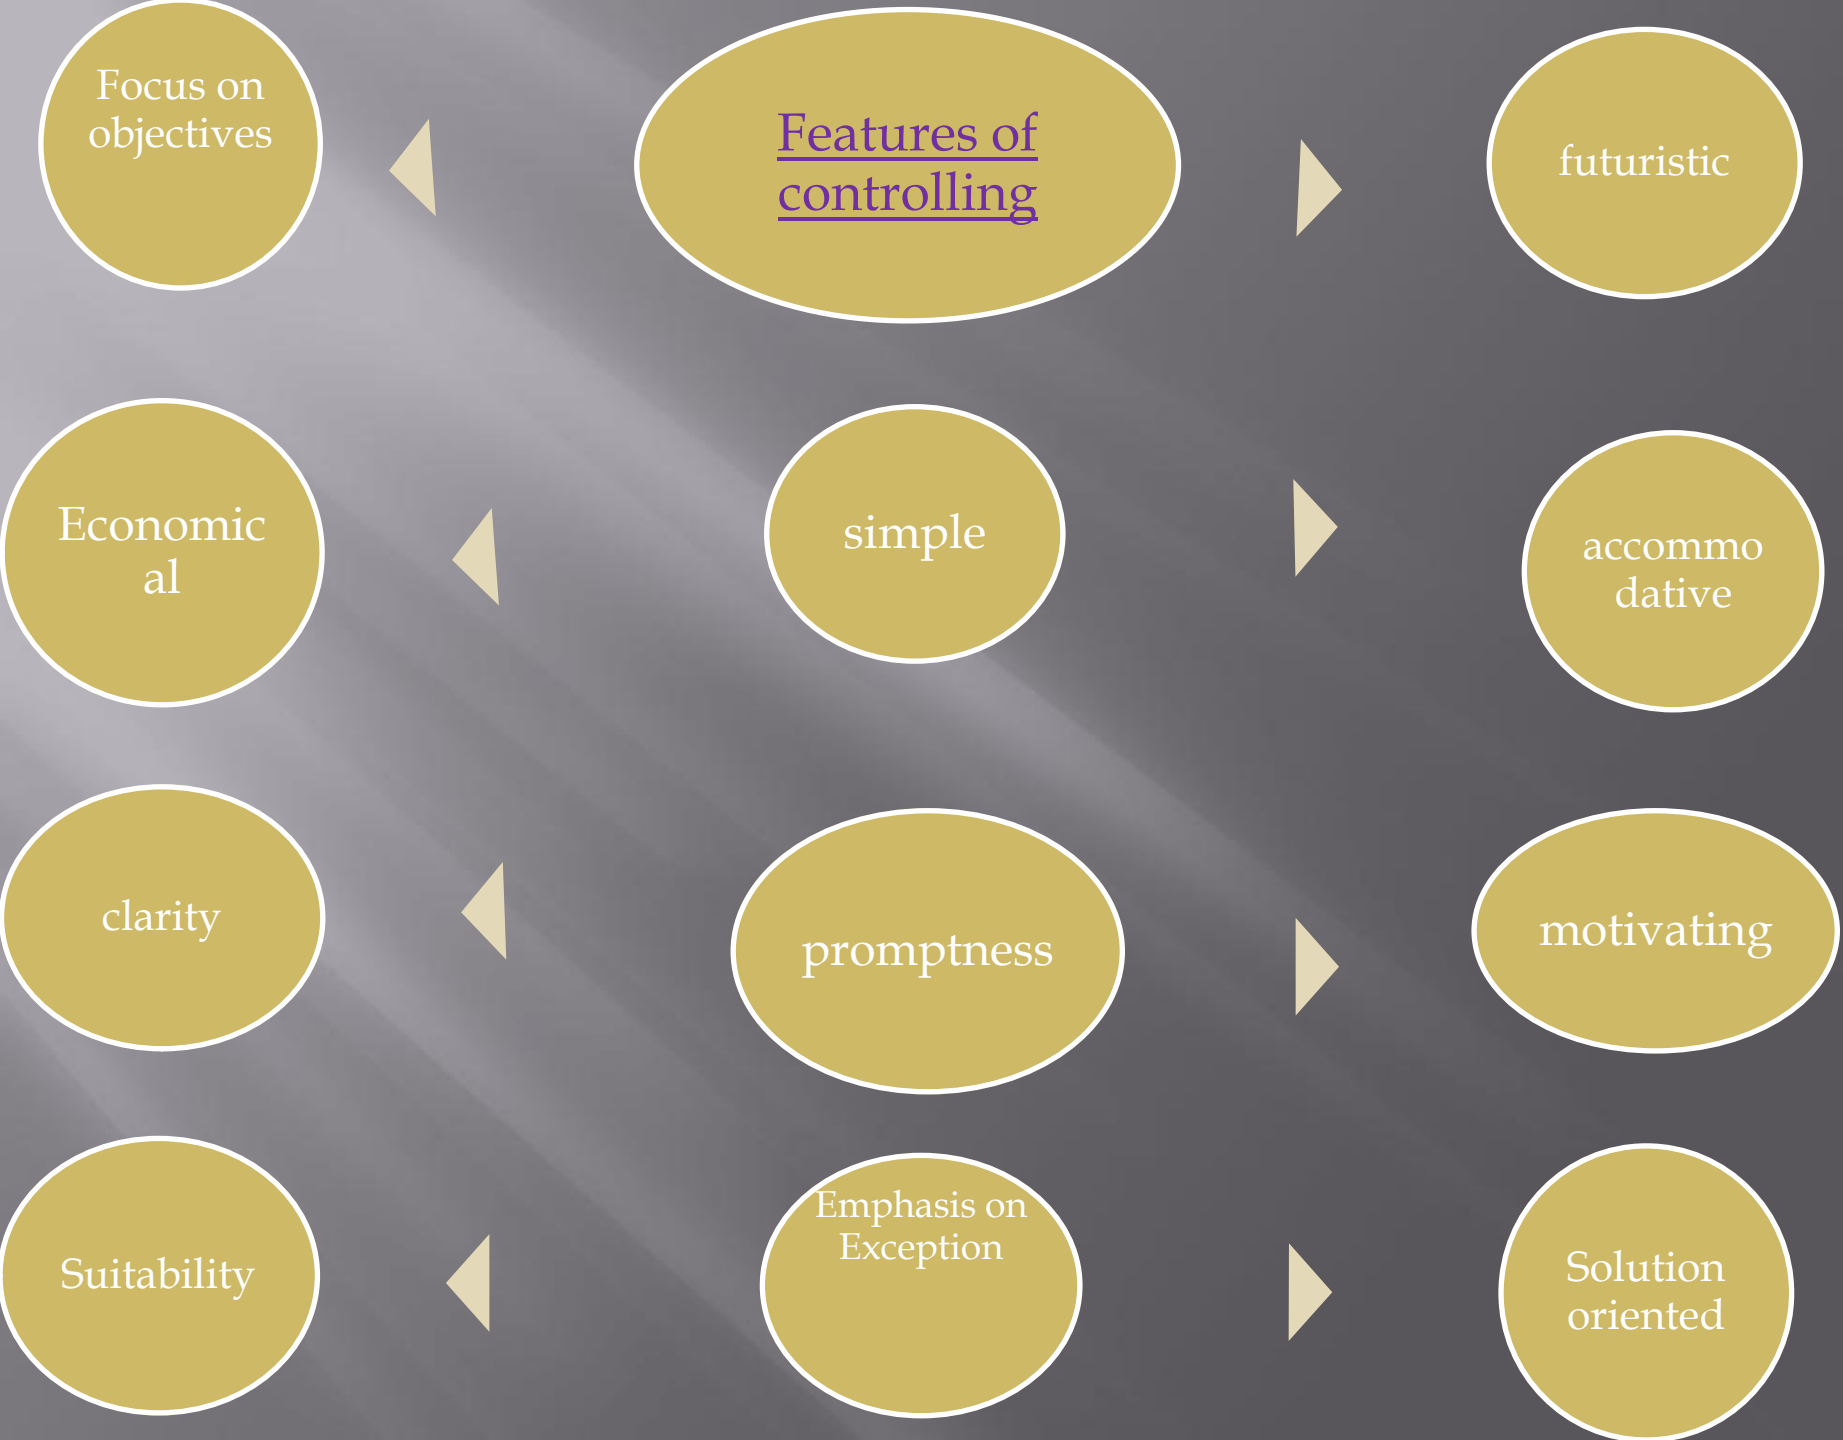 Focus on
objectives
Features of
controlling
futuristic
Economic
al
simple
accommo
dative
clarity
promptness
motivating
Suitability
Emphasis on
Exception
Solution
oriented